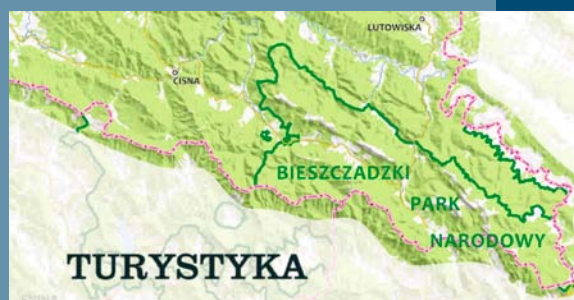 LUTOWISKA
CISNA
BIESZCZADZKI
PARK
NARODOWY
TURYSTYKA